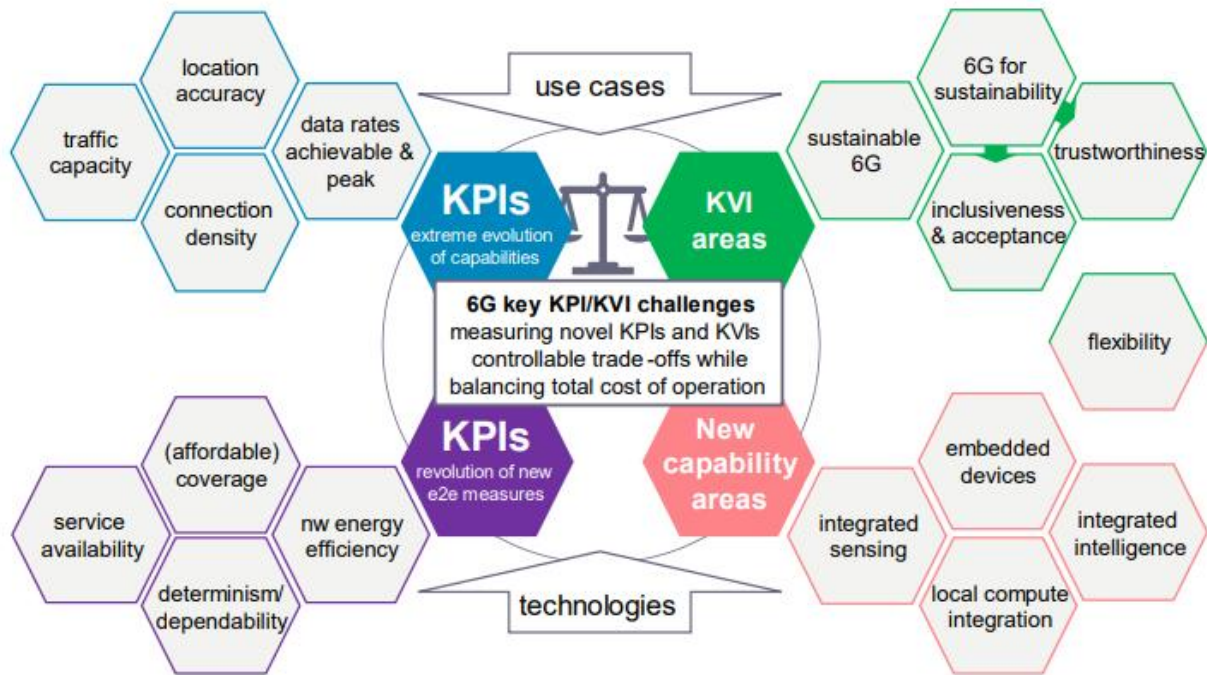 location
accuracy
traffic
capacity
data rates
achievable &
peak
connection
density
use cases
6G for
sustainability
sustainable
6G
trustworthiness
inclusiveness
& acceptance
flexibility
KPIs
extreme evolution
of capabilities
KVI
areas
6G key KPI/KVI challenges
measuring novel KPIs and KVIs
controllable trade-offs while
balancing total cost of operation
KPIs
revolution of new
e2e measures
New
capability
areas
(affordable)
coverage
service
availability
nw energy
efficiency
determinism/
dependability
technologies
embedded
devices
integrated
sensing
integrated
intelligence
local compute
integration